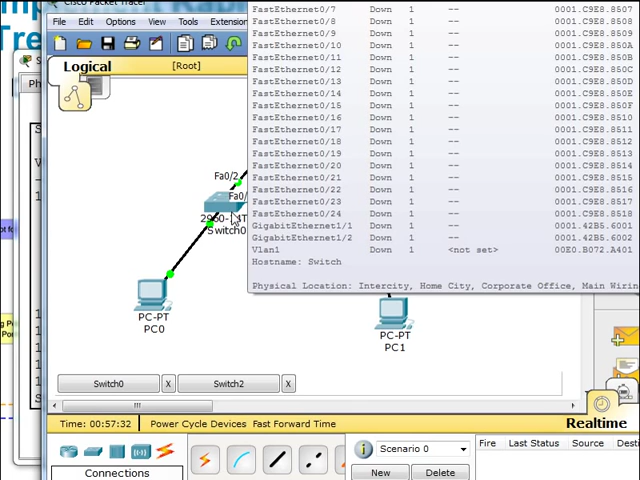 Cisco Packet Tracer
File Edit Options View Tools Extension
Logical
[Root]
FastEthernet0/7 Down 1 -- 0001.C9E8.8507
FastEthernet0/8 Down 1 -- 0001.C9E8.8508
FastEthernet0/9 Down 1 -- 0001.C9E8.8509
FastEthernet0/10 Down 1 -- 0001.C9E8.850A
FastEthernet0/11 Down 1 -- 0001.C9E8.850B
FastEthernet0/12 Down 1 -- 0001.C9E8.850C
FastEthernet0/13 Down 1 -- 0001.C9E8.850D
FastEthernet0/14 Down 1 -- 0001.C9E8.850E
FastEthernet0/15 Down 1 -- 0001.C9E8.850F
FastEthernet0/16 Down 1 -- 0001.C9E8.8510
FastEthernet0/17 Down 1 -- 0001.C9E8.8511
FastEthernet0/18 Down 1 -- 0001.C9E8.8512
FastEthernet0/19 Down 1 -- 0001.C9E8.8513
FastEthernet0/20 Down 1 -- 0001.C9E8.8514
FastEthernet0/21 Down 1 -- 0001.C9E8.8515
FastEthernet0/22 Down 1 -- 0001.C9E8.8516
FastEthernet0/23 Down 1 -- 0001.C9E8.8517
FastEthernet0/24 Down 1 -- 0001.C9E8.8518
GigabitEthernet1/1 Down 1 -- 0001.42B5.6001
GigabitEthernet1/2 Down 1 -- 0001.42B5.6002
Vlan1 Down 1 <not set> 00E0.B072.A401
Hostname: Switch
Physical Location: Intercity, Home City, Corporate Office, Main Wirin
Fa0/2
Fa0/
Switch0
PC-PT
PC0
PC-PT
PC1
Switch0 X Switch2 X
Time: 00:57:32 Power Cycle Devices Fast Forward Time
Realtime
Connections
Scenario 0
New Delete
Fire Last Status Source Desti